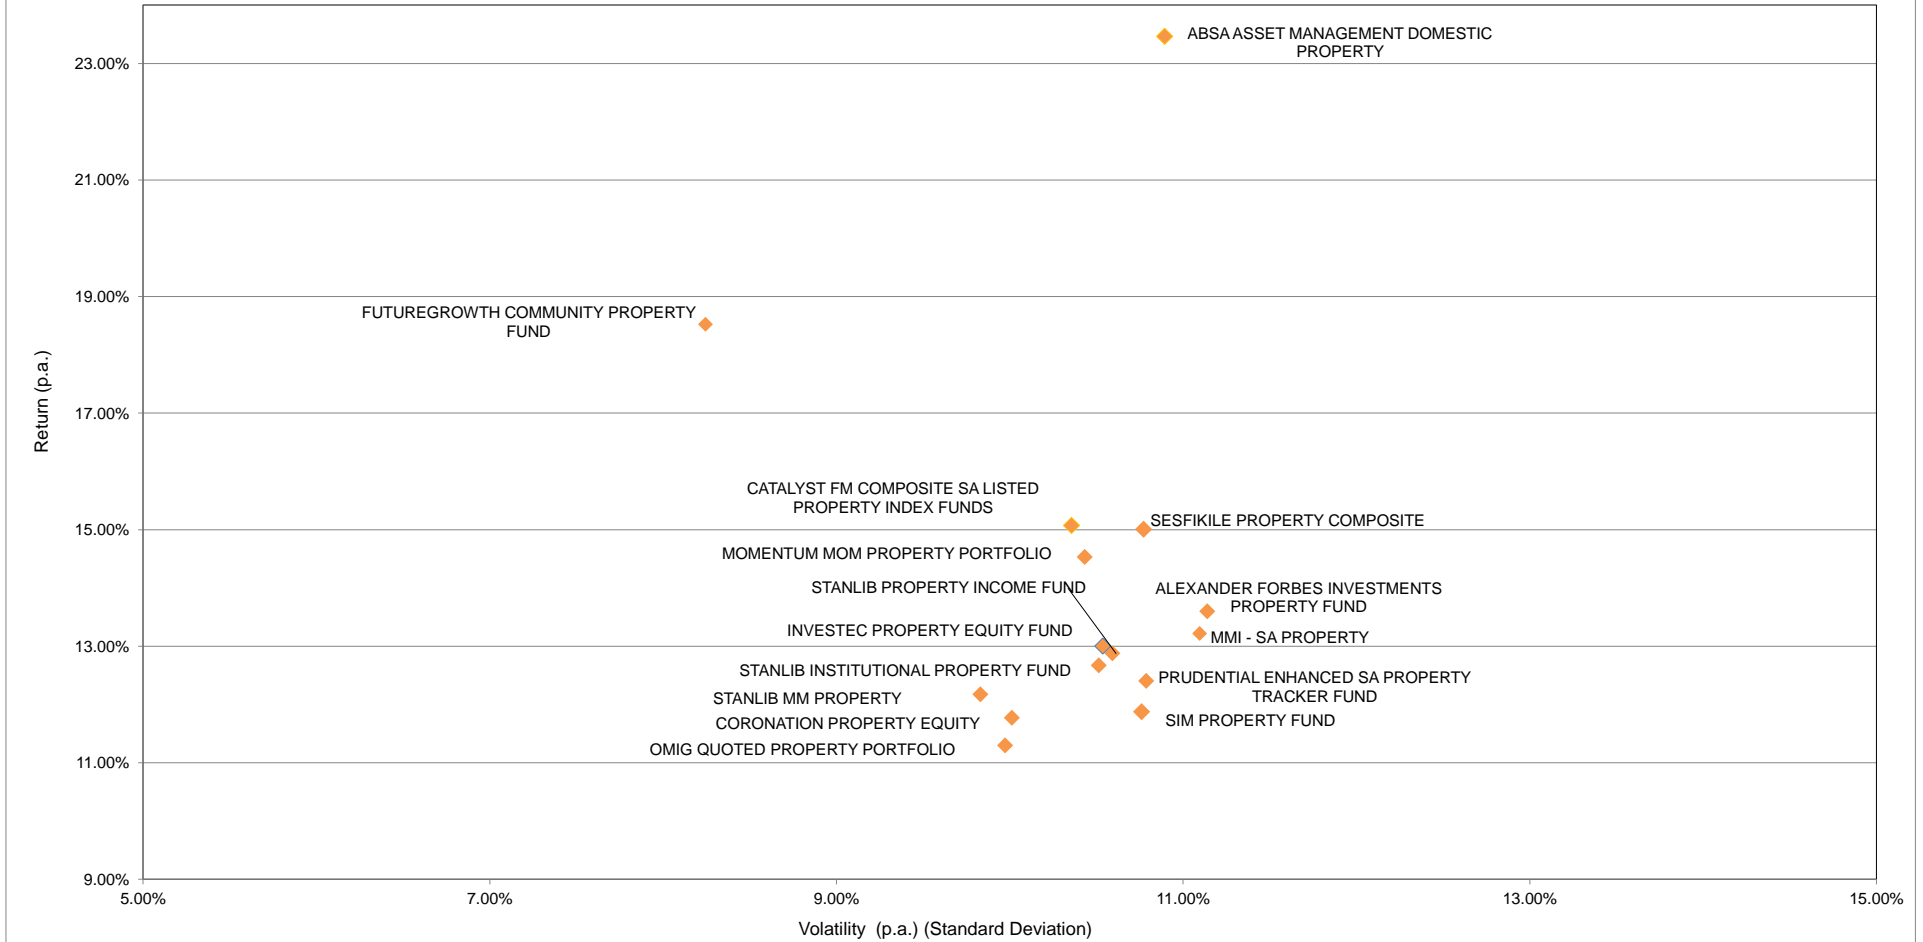 ABSA ASSET MANAGEMENT DOMESTIC
PROPERTY
23.00%
21.00%
19.00%
FUTUREGROWTH COMMUNITY PROPERTY
FUND
Return (p.a.)
17.00%
CATALYST FM COMPOSITE SA LISTED
PROPERTY INDEX FUNDS
SESFIKILE PROPERTY COMPOSITE
15.00%
MOMENTUM MOM PROPERTY PORTFOLIO
STANLIB PROPERTY INCOME FUND
ALEXANDER FORBES INVESTMENTS
PROPERTY FUND
INVESTEC PROPERTY EQUITY FUND
MMI - SA PROPERTY
13.00%
STANLIB INSTITUTIONAL PROPERTY FUND
PRUDENTIAL ENHANCED SA PROPERTY
TRACKER FUND
STANLIB MM PROPERTY
SIM PROPERTY FUND
CORONATION PROPERTY EQUITY
OMIG QUOTED PROPERTY PORTFOLIO
11.00%
9.00%
5.00%
7.00%
9.00%
11.00%
13.00%
15.00%
Volatility (p.a.) (Standard Deviation)